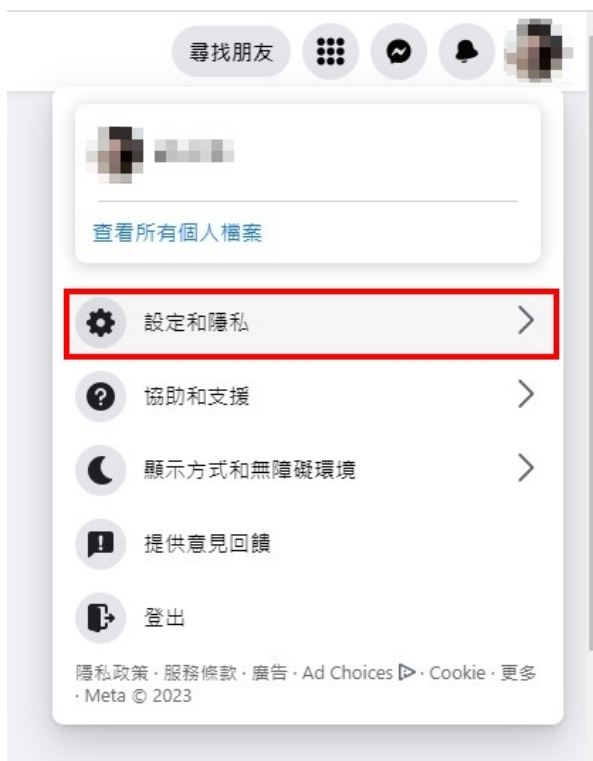 尋找朋友
查看所有個人檔案
設定和隱私
協助和支援
顯示方式和無障礙環境
提供意見回饋
登出
隱私政策 · 服務條款 · 廣告 · Ad Choices · Cookie · 更多
· Meta © 2023